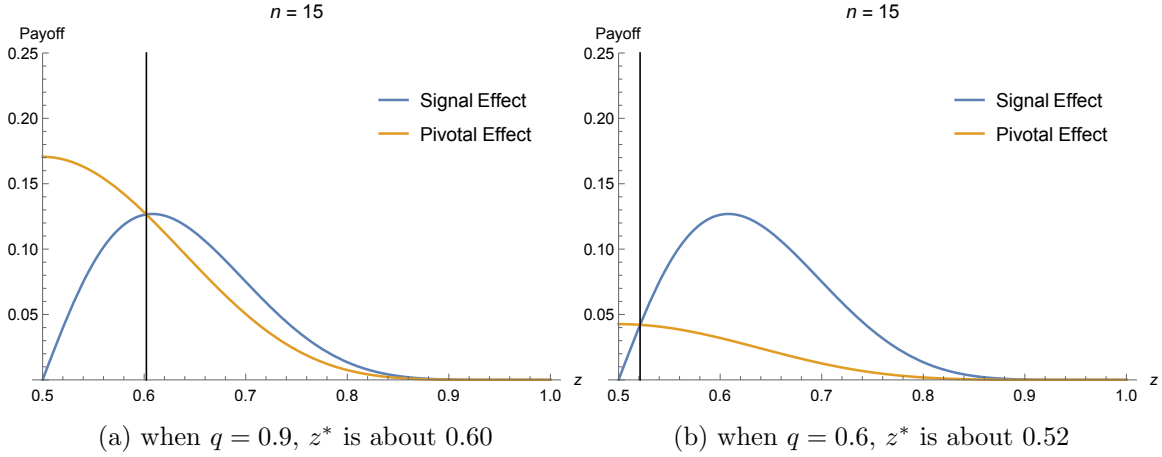 n = 15
Payoff
0.25
0.20
0.15
0.10
0.05
0.5 0.6 0.7 0.8 0.9 1.0
z
Signal Effect
Pivotal Effect
(a) when q = 0.9, z* is about 0.60
n = 15
Payoff
0.25
0.20
0.15
0.10
0.05
0.5 0.6 0.7 0.8 0.9 1.0
z
Signal Effect
Pivotal Effect
(b) when q = 0.6, z* is about 0.52